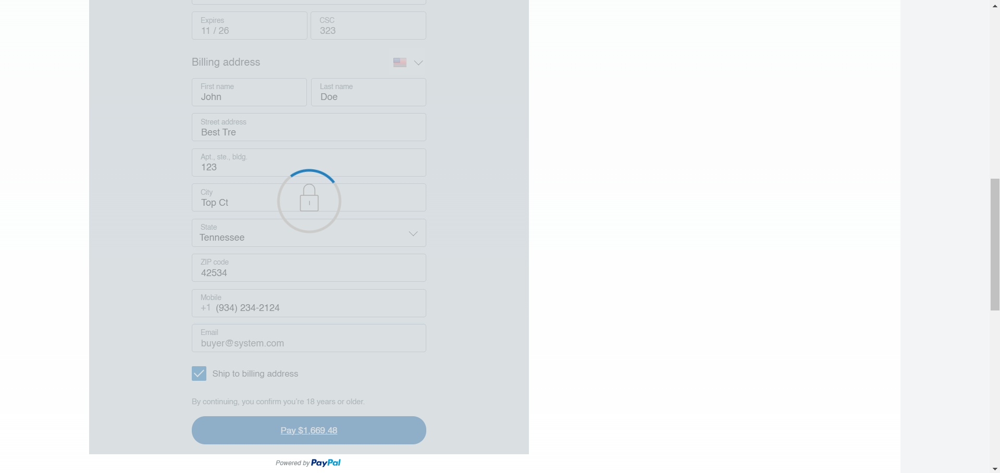 Expires
11 / 26
CSC
323
Billing address
First name
John
Last name
Doe
Street address
Best Tre
Apt., ste., bldg.
123
City
Top Ct
State
Tennessee
ZIP code
42534
Mobile
+1 (934) 234-2124
Email
buyer@system.com
Ship to billing address
By continuing, you confirm you're 18 years or older.
Pay $1,669.48
Powered by PayPal